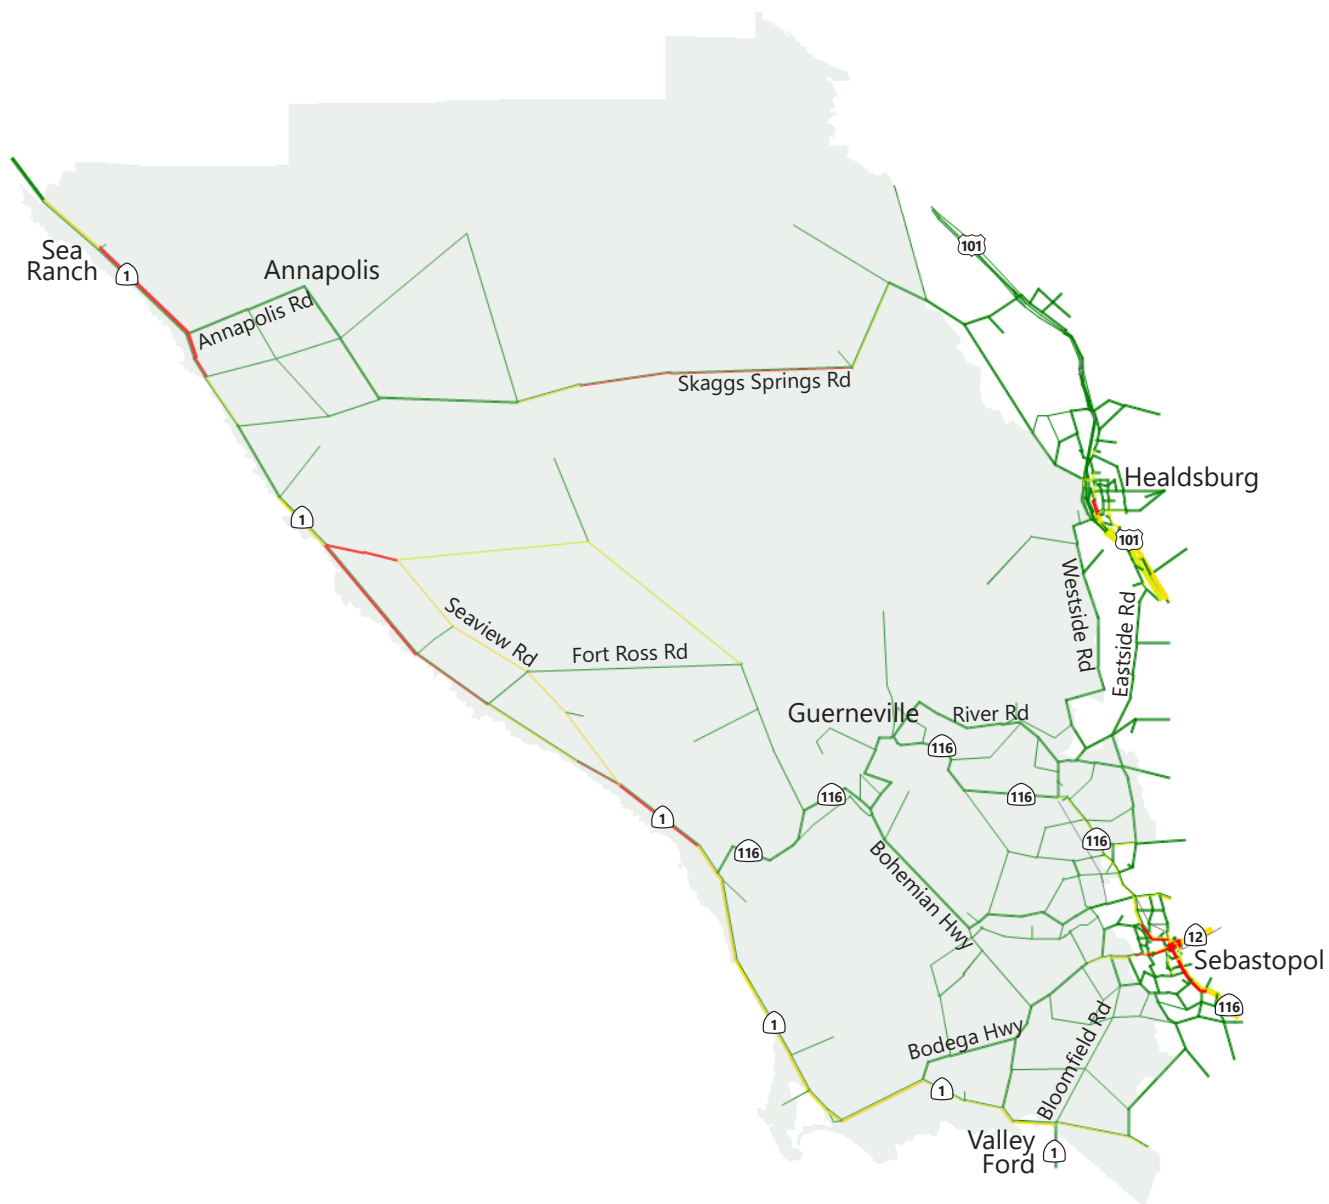 101
Sea
Ranch
1
Annapolis
Annapolis Rd
Skaggs Springs Rd
Healdsburg
1
101
Westside Rd
Eastside Rd
Seaview Rd
Fort Ross Rd
Guerneville
River Rd
116
116
116
1
116
116
Bohemian Hwy
12
Sebastopol
116
1
Bodega Hwy
Bloomfield Rd
1
Valley
Ford
1